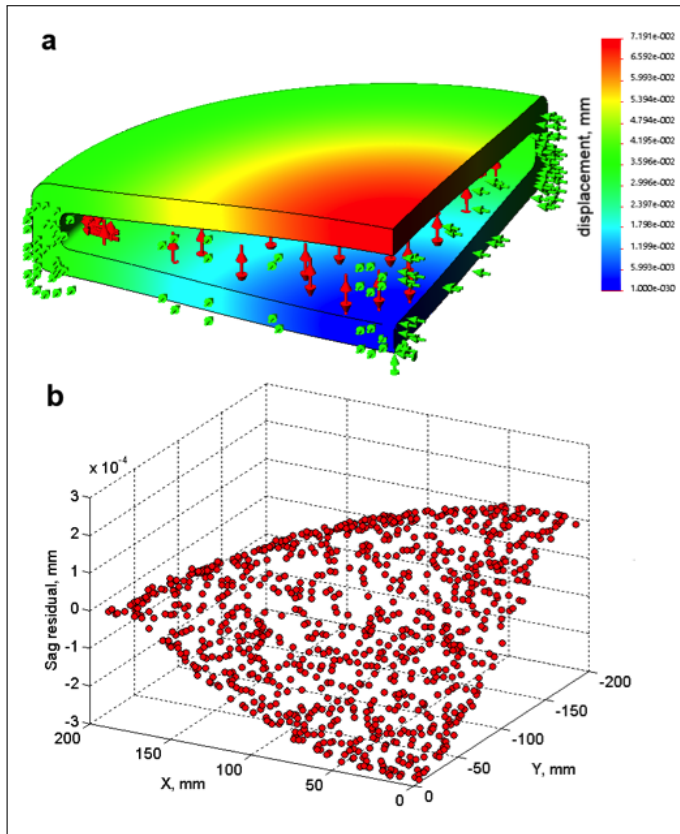 a
7.191e-002
6.592e-002
5.993e-002
5.394e-002
4.794e-002
4.195e-002
3.596e-002
2.997e-002
2.397e-002
1.798e-002
1.199e-002
5.993e-003
1.000e-030
displacement, mm
b
x 10⁻⁴
3
2
1
0
-1
-2
-3
Sag residual, mm
200
150
100
50
0
X, mm
0
-50
-100
-150
-200
Y, mm